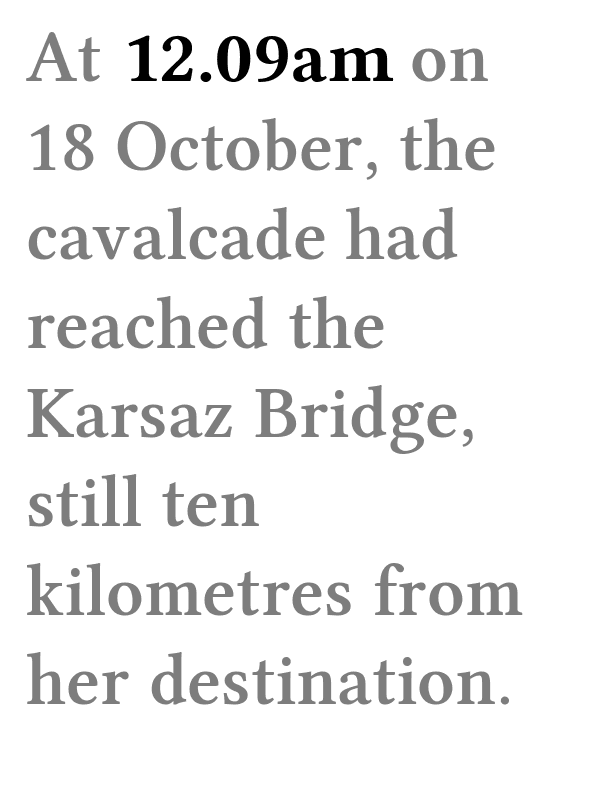 At 12.09am on
18 October, the
cavalcade had
reached the
Karsaz Bridge,
still ten
kilometres from
her destination.